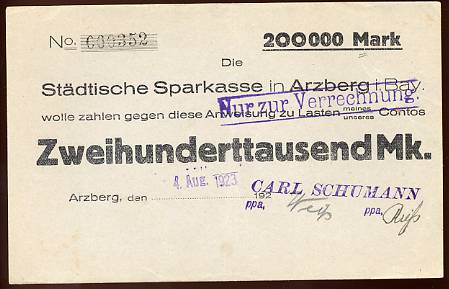 No. 000352 200000 Mark
Die
Städtische Sparkasse in Arzberg i. Bay.
Nur zur Verrechnung.
wolle zahlen gegen diese Anweisung zu Lasten meines unseres Contos
Zweihunderttausend Mk.
4. Aug. 1923
Arzberg, den 192
CARL SCHUMANN
ppa. ppa.